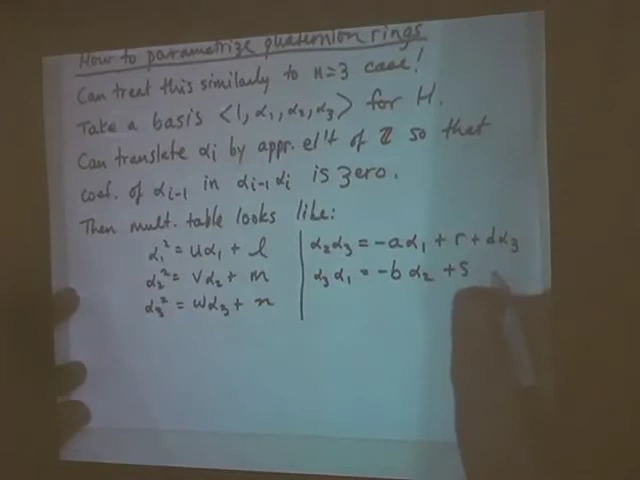 How to parametrize quaternion rings
Can treat this similarly to n=3 case!
Take a basis <1, α₁, α₂, α₃> for H.
Can translate αᵢ by appr. el't of ℤ so that
coef. of αᵢ₋₁ in αᵢ₋₁ αᵢ is zero.
Then mult. table looks like:
α₁² = uα₁ + l
α₂² = vα₂ + m
α₃² = wα₃ + n
α₂α₃ = -aα₁ + r + dα₃
α₃α₁ = -bα₂ + s